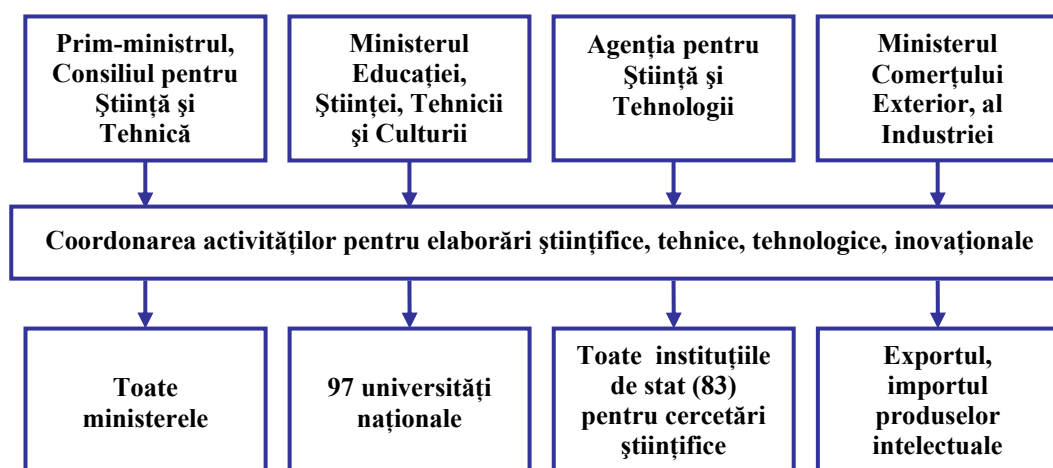 Prim-ministrul,
Consiliul pentru
Ştiinţă şi
Tehnică
Ministerul
Educaţiei,
Ştiinţei, Tehnicii
şi Culturii
Agenţia pentru
Ştiinţă şi
Tehnologii
Ministerul
Comerţului
Exterior, al
Industriei
Coordonarea activităţilor pentru elaborări ştiinţifice, tehnice, tehnologice, inovaţionale
Toate
ministerele
97 universităţi
naţionale
Toate instituţiile
de stat (83)
pentru cercetări
ştiinţifice
Exportul,
importul
produselor
intelectuale